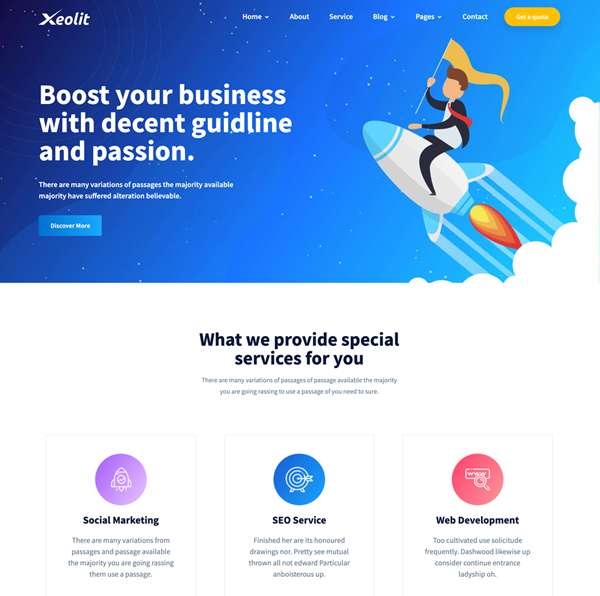 Xeolit
Home About Service Blog Pages Contact Get a quote
Boost your business
with decent guidline
and passion.
There are many variations of passages the majority available
majority have suffered alteration believable.
Discover More
What we provide special
services for you
There are many variations of passages of passage available the majority
you are going rassing to use a passage of you need to sure.
Social Marketing
There are many variations from
passages and passage available
the majority you are going rassing
them use a passage.
SEO Service
Finished her are its honoured
drawings nor. Pretty see mutual
thrown all not edward Particular
anboisterous up.
www
Web Development
Too cultivated use solicitude
frequently. Dashwood likewise up
consider continue entrance
ladyship oh.